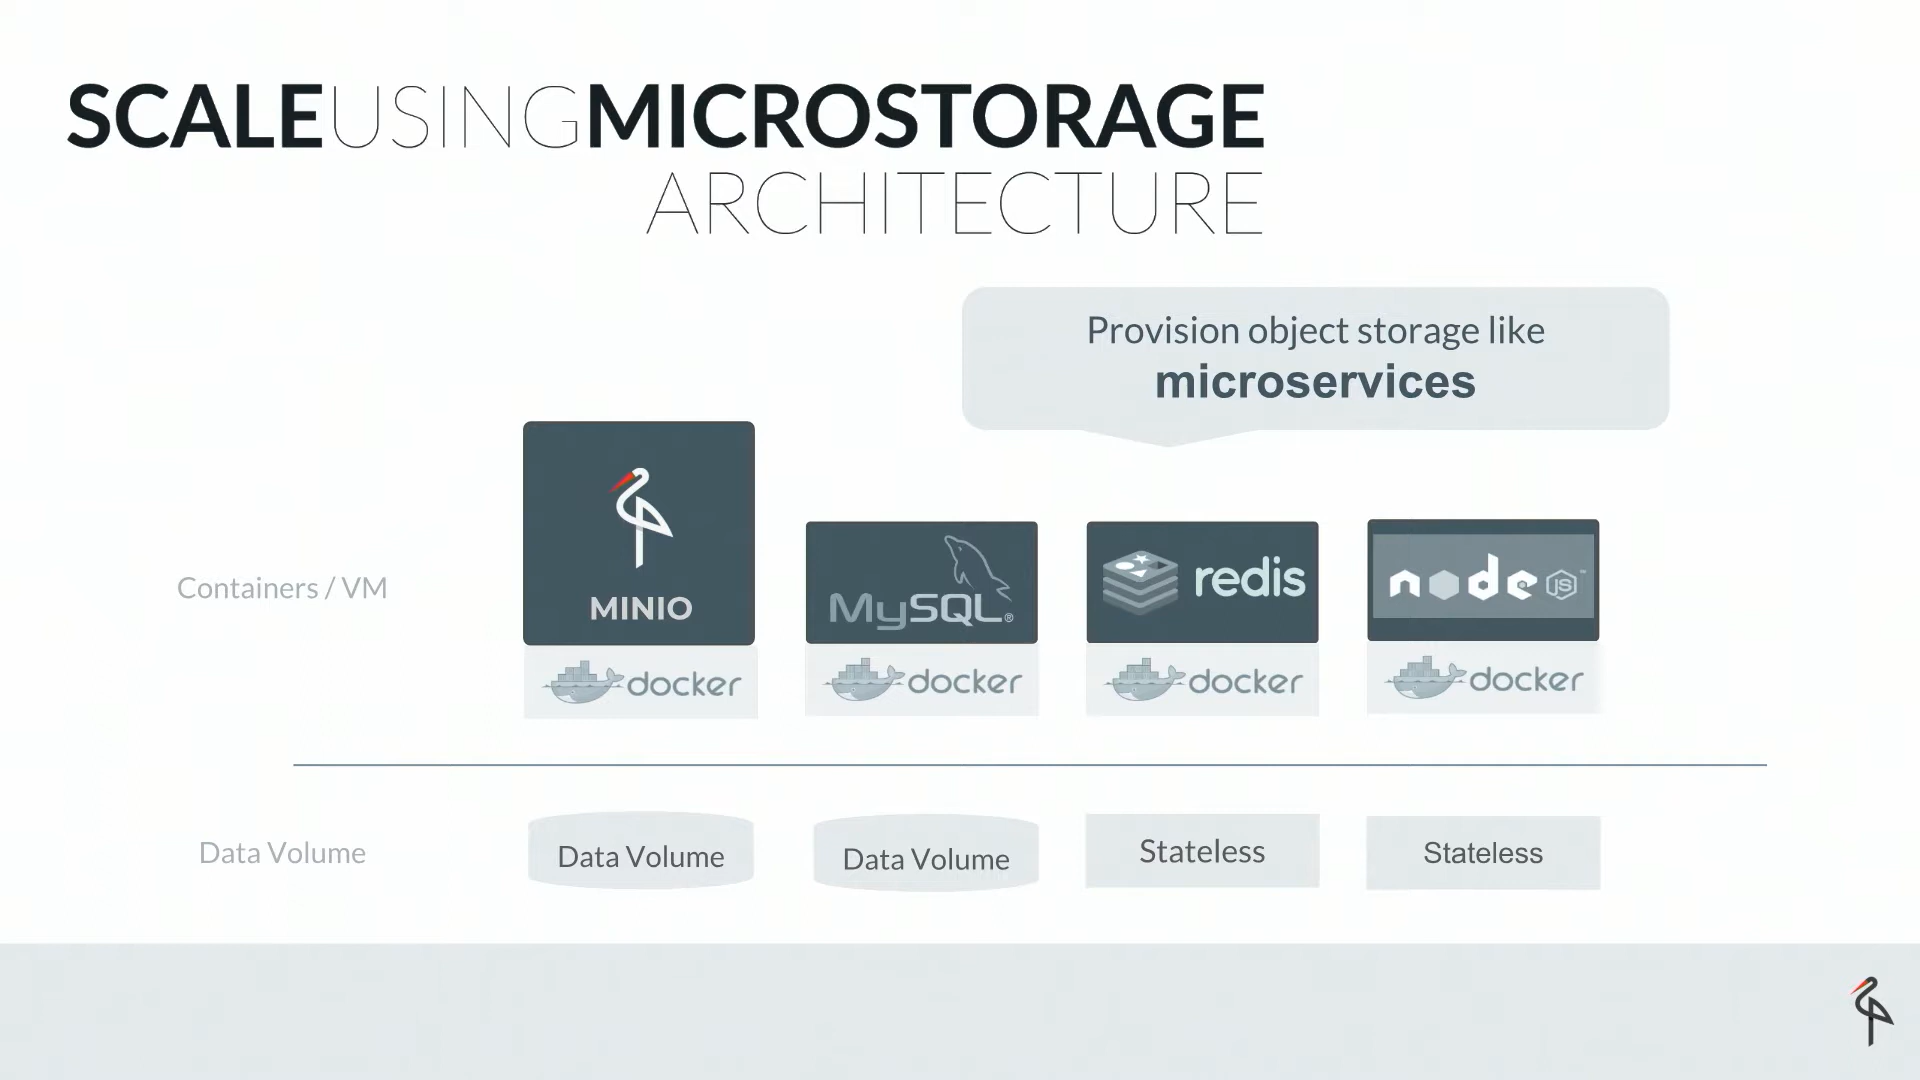 SCALEUSINGMICROSTORAGE
ARCHITECTURE
Provision object storage like
microservices
Containers / VM
MINIO
MySQL®
redis
node JS™
docker
docker
docker
docker
Data Volume
Data Volume
Data Volume
Stateless
Stateless